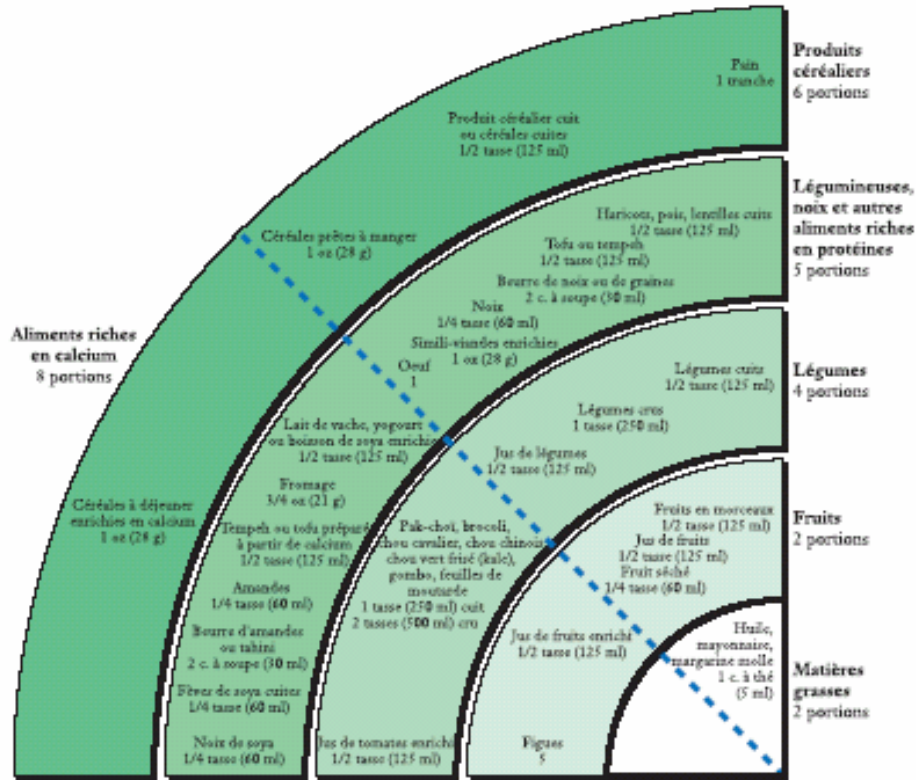 Produits
céréaliers
6 portions
Pain
1 tranche
Produit céréalier cuit
ou céréales cuites
1/2 tasse (125 ml)
Céréales prêtes à manger
1 oz (28 g)
Légumineuses,
noix et autres
aliments riches
en protéines
5 portions
Haricots, pois, lentilles cuits
1/2 tasse (125 ml)
Tofu ou tempeh
1/2 tasse (125 ml)
Beurre de noix ou de graines
2 c. à soupe (30 ml)
Noix
1/4 tasse (60 ml)
Simili-viandes enrichies
1 oz (28 g)
Oeuf
1
Légumes
4 portions
Légumes cuits
1/2 tasse (125 ml)
Légumes crus
1 tasse (250 ml)
Jus de légumes
1/2 tasse (125 ml)
Fruits
2 portions
Fruits en morceaux
1/2 tasse (125 ml)
Jus de fruits
1/2 tasse (125 ml)
Fruit séché
1/4 tasse (60 ml)
Matières
grasses
2 portions
Huile,
mayonnaise,
margarine molle
1 c. à thé
(5 ml)
Aliments riches
en calcium
8 portions
Céréales à déjeuner
enrichies en calcium
1 oz (28 g)
Lait de vache, yogourt
ou boisson de soya enrichie
1/2 tasse (125 ml)
Fromage
3/4 oz (21 g)
Tempeh ou tofu préparé
à partir de calcium
1/2 tasse (125 ml)
Amandes
1/4 tasse (60 ml)
Beurre d'amandes
ou tahini
2 c. à soupe (30 ml)
Fèves de soya cuites
1/4 tasse (60 ml)
Noix de soya
1/4 tasse (60 ml)
Pak-choï, brocoli,
chou cavalier, chou chinois,
chou vert frisé (kale),
gombo, feuilles de
moutarde
1 tasse (250 ml) cuit
2 tasses (500 ml) cru
Jus de tomates enrichi
1/2 tasse (125 ml)
Jus de fruits enrichi
1/2 tasse (125 ml)
Figues
5